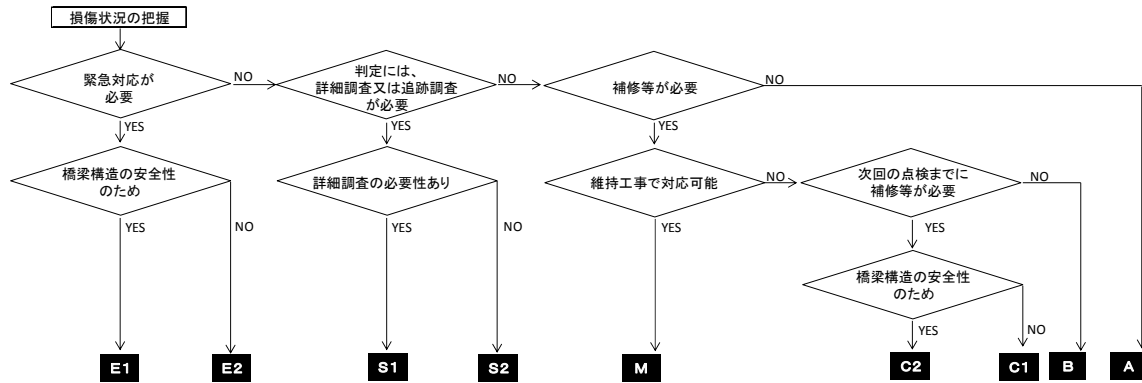 損傷状況の把握
緊急対応が
必要
NO
判定には、
詳細調査又は追跡調査
が必要
NO
補修等が必要
NO
YES
YES
YES
橋梁構造の安全性
のため
詳細調査の必要性あり
維持工事で対応可能
NO
次回の点検までに
補修等が必要
NO
YES
NO
YES
NO
YES
YES
橋梁構造の安全性
のため
YES
NO
E1
E2
S1
S2
M
C2
C1
B
A